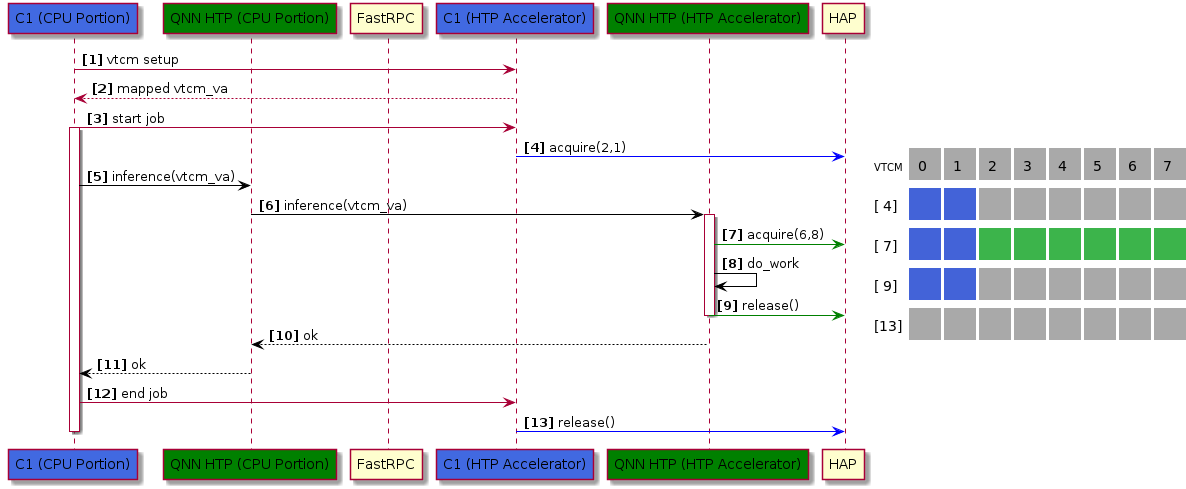 C1 (CPU Portion)
QNN HTP (CPU Portion)
FastRPC
C1 (HTP Accelerator)
QNN HTP (HTP Accelerator)
HAP
[1] vtcm setup
[2] mapped vtcm_va
[3] start job
[4] acquire(2,1)
[5] inference(vtcm_va)
[6] inference(vtcm_va)
[7] acquire(6,8)
[8] do_work
[9] release()
[10] ok
[11] ok
[12] end job
[13] release()
VTCM 0 1 2 3 4 5 6 7
[ 4]
[ 7]
[ 9]
[13]
C1 (CPU Portion)
QNN HTP (CPU Portion)
FastRPC
C1 (HTP Accelerator)
QNN HTP (HTP Accelerator)
HAP